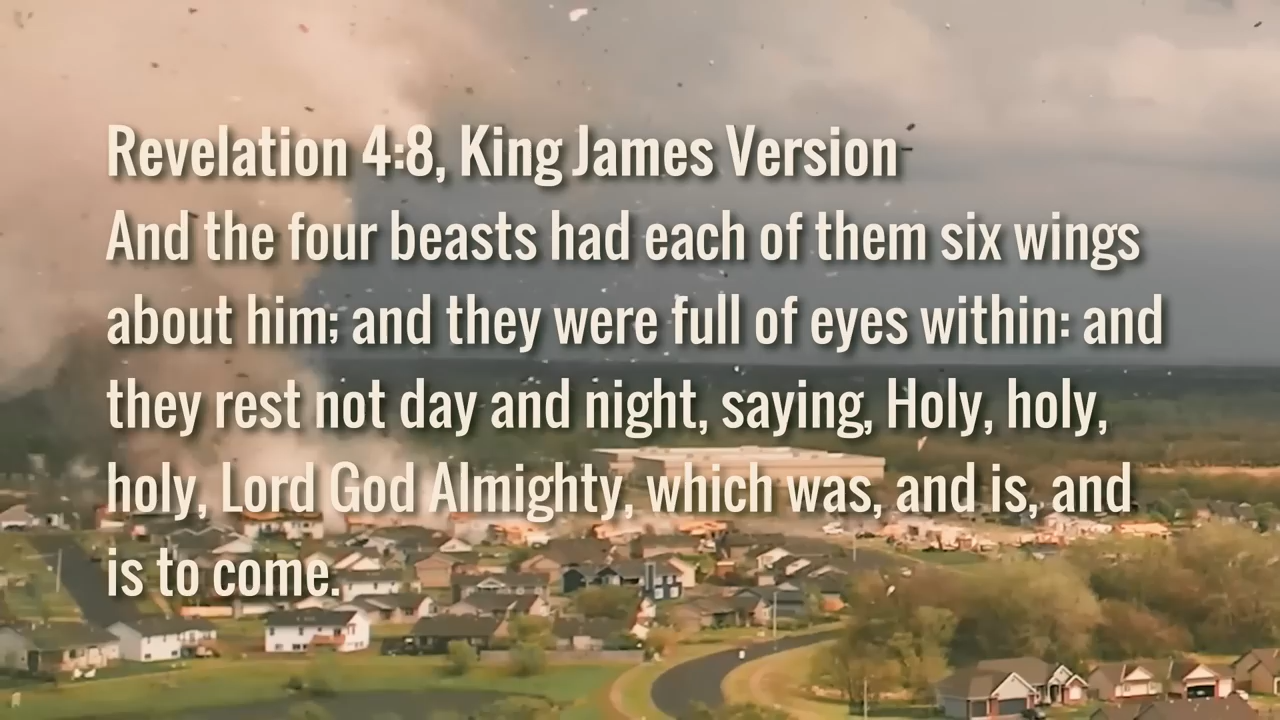 Revelation 4:8, King James Version
And the four beasts had each of them six wings
about him; and they were full of eyes within: and
they rest not day and night, saying, Holy, holy,
holy, Lord God Almighty, which was, and is, and
is to come.